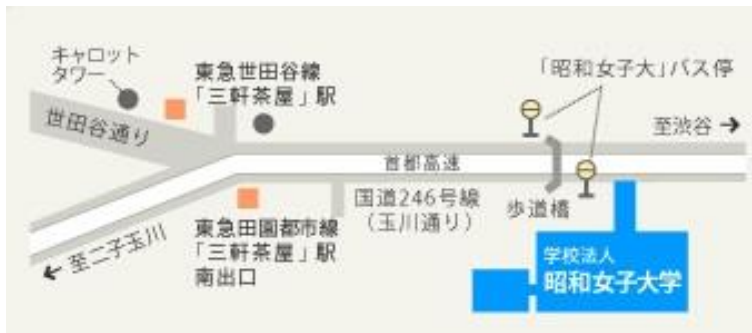 キャロット
タワー
東急世田谷線
「三軒茶屋」駅
「昭和女子大」バス停
世田谷通り
至渋谷
首都高速
国道246号線
(玉川通り)
歩道橋
東急田園都市線
「三軒茶屋」駅
南出口
至二子玉川
学校法人
昭和女子大学